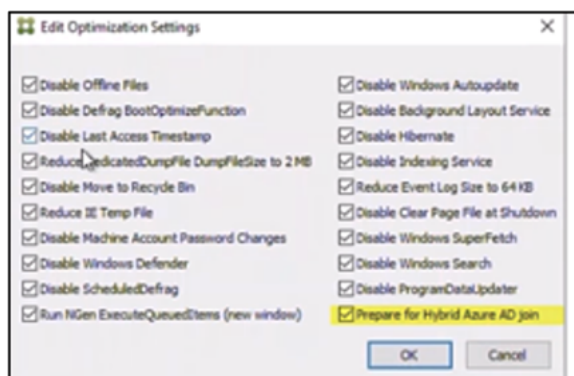 Edit Optimization Settings
Disable Offline Files
Disable Defrag BootOptimizeFunction
Disable Last Access Timestamp
Reduce DedicatedDumpFile DumpFileSize to 2 MB
Disable Move to Recycle Bin
Reduce IE Temp File
Disable Machine Account Password Changes
Disable Windows Defender
Disable ScheduledDefrag
Run NGen ExecuteQueuedItems (new window)
Disable Windows Autoupdate
Disable Background Layout Service
Disable Hibernate
Disable Indexing Service
Reduce Event Log Size to 64 KB
Disable Clear Page File at Shutdown
Disable Windows SuperFetch
Disable Windows Search
Disable ProgramDataUpdater
Prepare for Hybrid Azure AD join
OK
Cancel